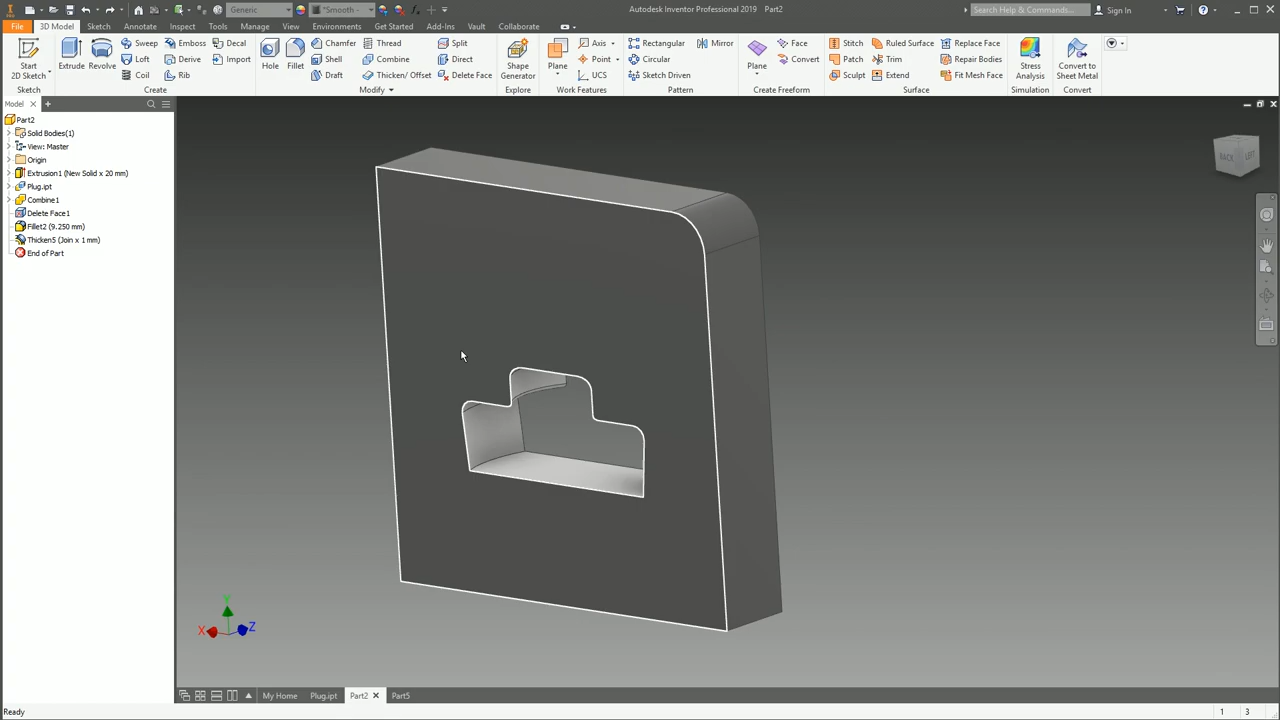 Generic
*Smooth -
Autodesk Inventor Professional 2019 Part2
Search Help & Commands...
Sign In
File
3D Model
Sketch
Annotate
Inspect
Tools
Manage
View
Environments
Get Started
Add-Ins
Vault
Collaborate
Start
2D Sketch
Sketch
Extrude
Revolve
Sweep
Loft
Coil
Emboss
Derive
Rib
Decal
Import
Create
Hole
Fillet
Chamfer
Shell
Draft
Thread
Combine
Thicken/ Offset
Split
Direct
Delete Face
Modify
Shape
Generator
Explore
Plane
Axis
Point
UCS
Work Features
Rectangular
Circular
Sketch Driven
Mirror
Pattern
Plane
Face
Convert
Create Freeform
Stitch
Patch
Sculpt
Ruled Surface
Trim
Extend
Replace Face
Repair Bodies
Fit Mesh Face
Surface
Stress
Analysis
Simulation
Convert to
Sheet Metal
Convert
Model
Part2
Solid Bodies(1)
View: Master
Origin
Extrusion1 (New Solid x 20 mm)
Plug.ipt
Combine1
Delete Face1
Fillet2 (9.250 mm)
Thicken5 (Join x 1 mm)
End of Part
BACK
LEFT
Y
X
Z
My Home
Plug.ipt
Part2
Part5
Ready
1
3